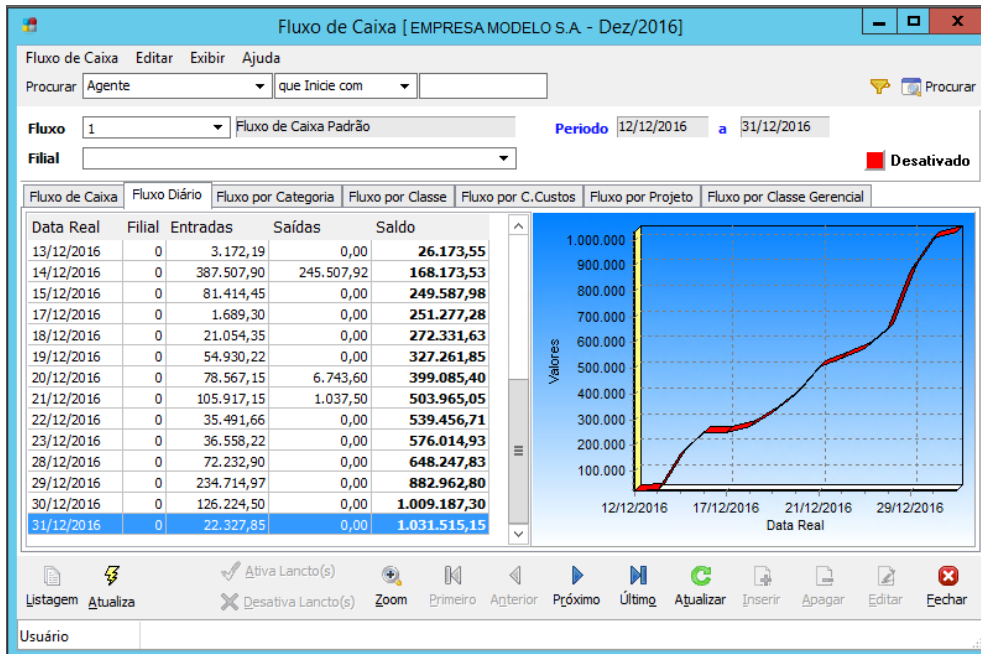 Fluxo de Caixa [ EMPRESA MODELO S.A. - Dez/2016]
Fluxo de Caixa Editar Exibir Ajuda
Procurar Agente que Inicie com Procurar
Fluxo 1 Fluxo de Caixa Padrão Periodo 12/12/2016 a 31/12/2016
Filial Desativado
Fluxo de Caixa Fluxo Diário Fluxo por Categoria Fluxo por Classe Fluxo por C.Custos Fluxo por Projeto Fluxo por Classe Gerencial
Data Real Filial Entradas Saídas Saldo
13/12/2016 0 3.172,19 0,00 26.173,55
14/12/2016 0 387.507,90 245.507,92 168.173,53
15/12/2016 0 81.414,45 0,00 249.587,98
17/12/2016 0 1.689,30 0,00 251.277,28
18/12/2016 0 21.054,35 0,00 272.331,63
19/12/2016 0 54.930,22 0,00 327.261,85
20/12/2016 0 78.567,15 6.743,60 399.085,40
21/12/2016 0 105.917,15 1.037,50 503.965,05
22/12/2016 0 35.491,66 0,00 539.456,71
23/12/2016 0 36.558,22 0,00 576.014,93
28/12/2016 0 72.232,90 0,00 648.247,83
29/12/2016 0 234.714,97 0,00 882.962,80
30/12/2016 0 126.224,50 0,00 1.009.187,30
31/12/2016 0 22.327,85 0,00 1.031.515,15
1.000.000
900.000
800.000
700.000
600.000
500.000
400.000
300.000
200.000
100.000
Valores
12/12/2016 17/12/2016 21/12/2016 29/12/2016
Data Real
Ativa Lancto(s)
Desativa Lancto(s)
Listagem Atualiza Zoom Primeiro Anterior Próximo Último Atualizar Inserir Apagar Editar Fechar
Usuário